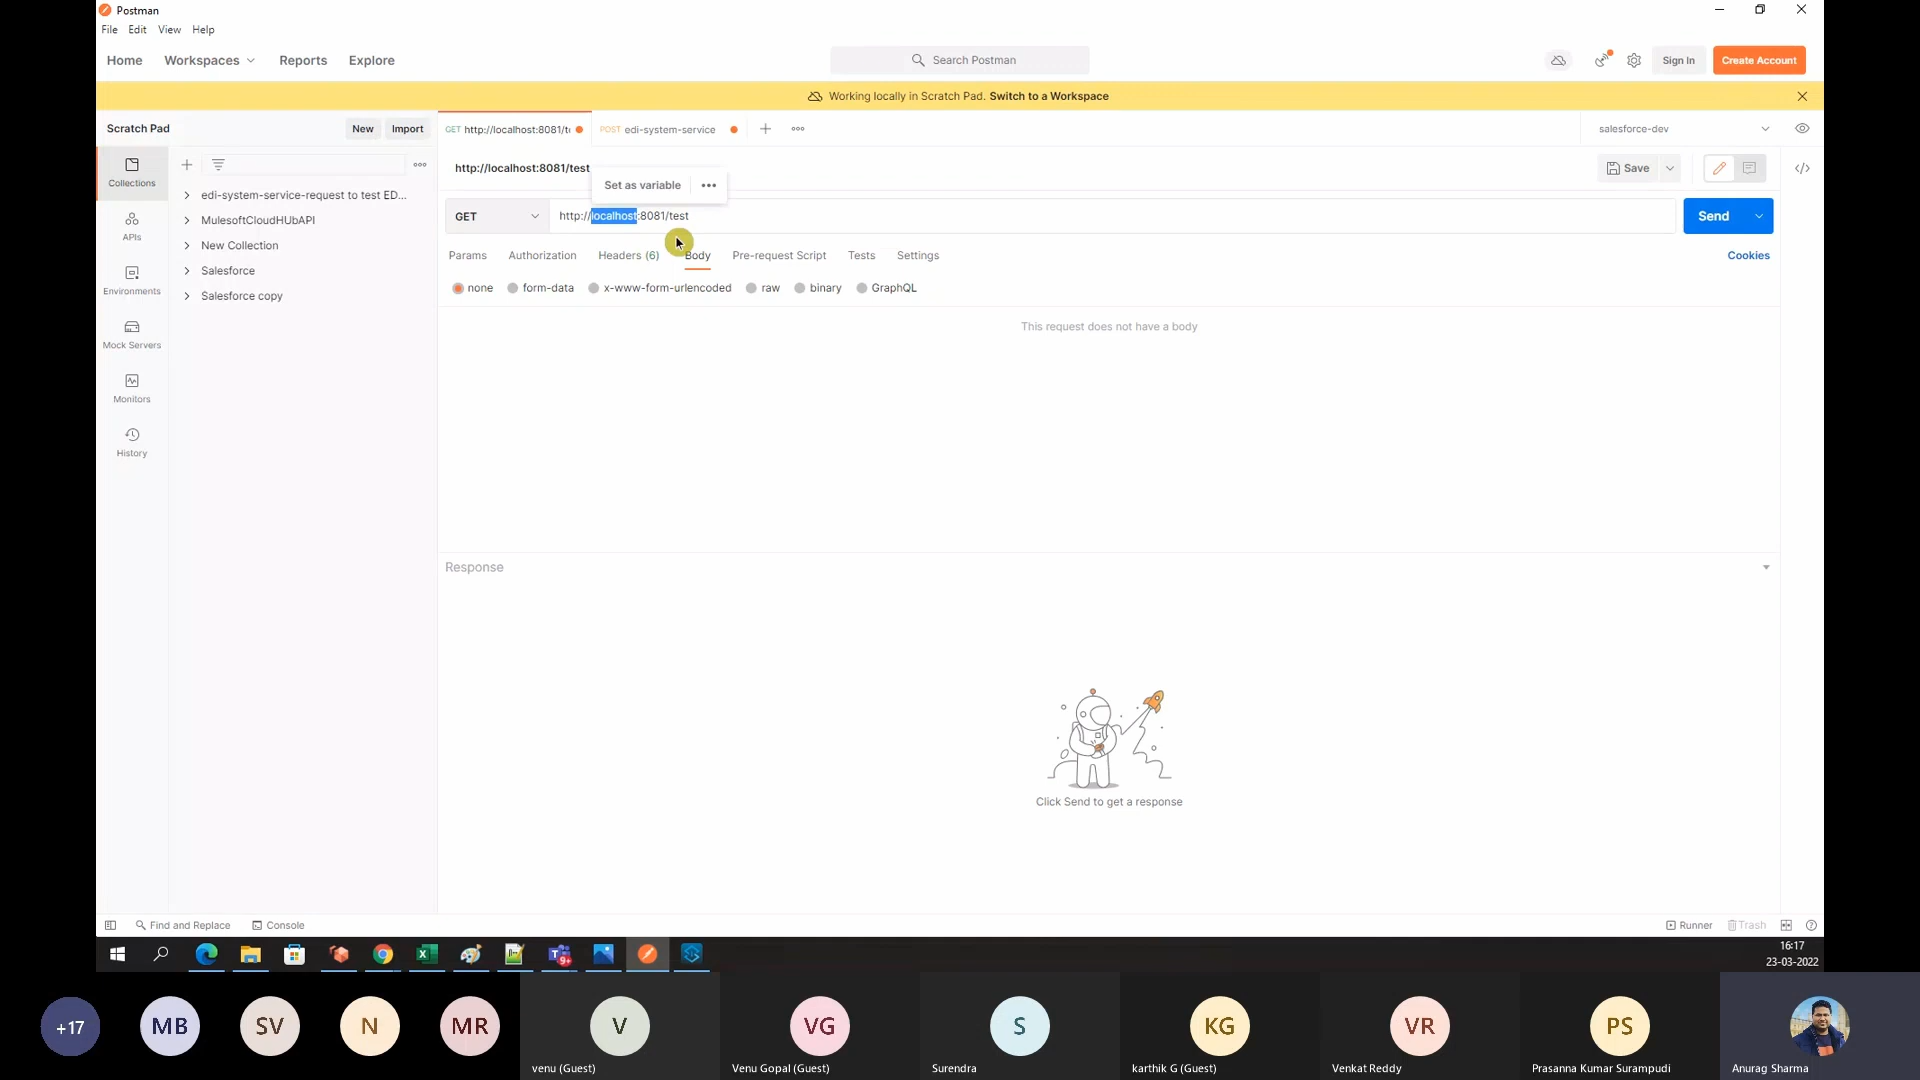 Postman
File Edit View Help
Home Workspaces Reports Explore
Search Postman
Sign In
Create Account
Working locally in Scratch Pad. Switch to a Workspace
Scratch Pad
New
Import
GET http://localhost:8081/t
POST edi-system-service
salesforce-dev
Collections
APIs
Environments
Mock Servers
Monitors
History
edi-system-service-request to test ED...
MulesoftCloudHUbAPI
New Collection
Salesforce
Salesforce copy
http://localhost:8081/test
Save
Set as variable
GET
http://localhost:8081/test
Send
Params Authorization Headers (6) Body Pre-request Script Tests Settings
Cookies
none form-data x-www-form-urlencoded raw binary GraphQL
This request does not have a body
Response
Click Send to get a response
Find and Replace Console
Runner Trash
9+
16:17
23-03-2022
+17
MB
SV
N
MR
V
venu (Guest)
VG
Venu Gopal (Guest)
S
Surendra
KG
karthik G (Guest)
VR
Venkat Reddy
PS
Prasanna Kumar Surampudi
Anurag Sharma